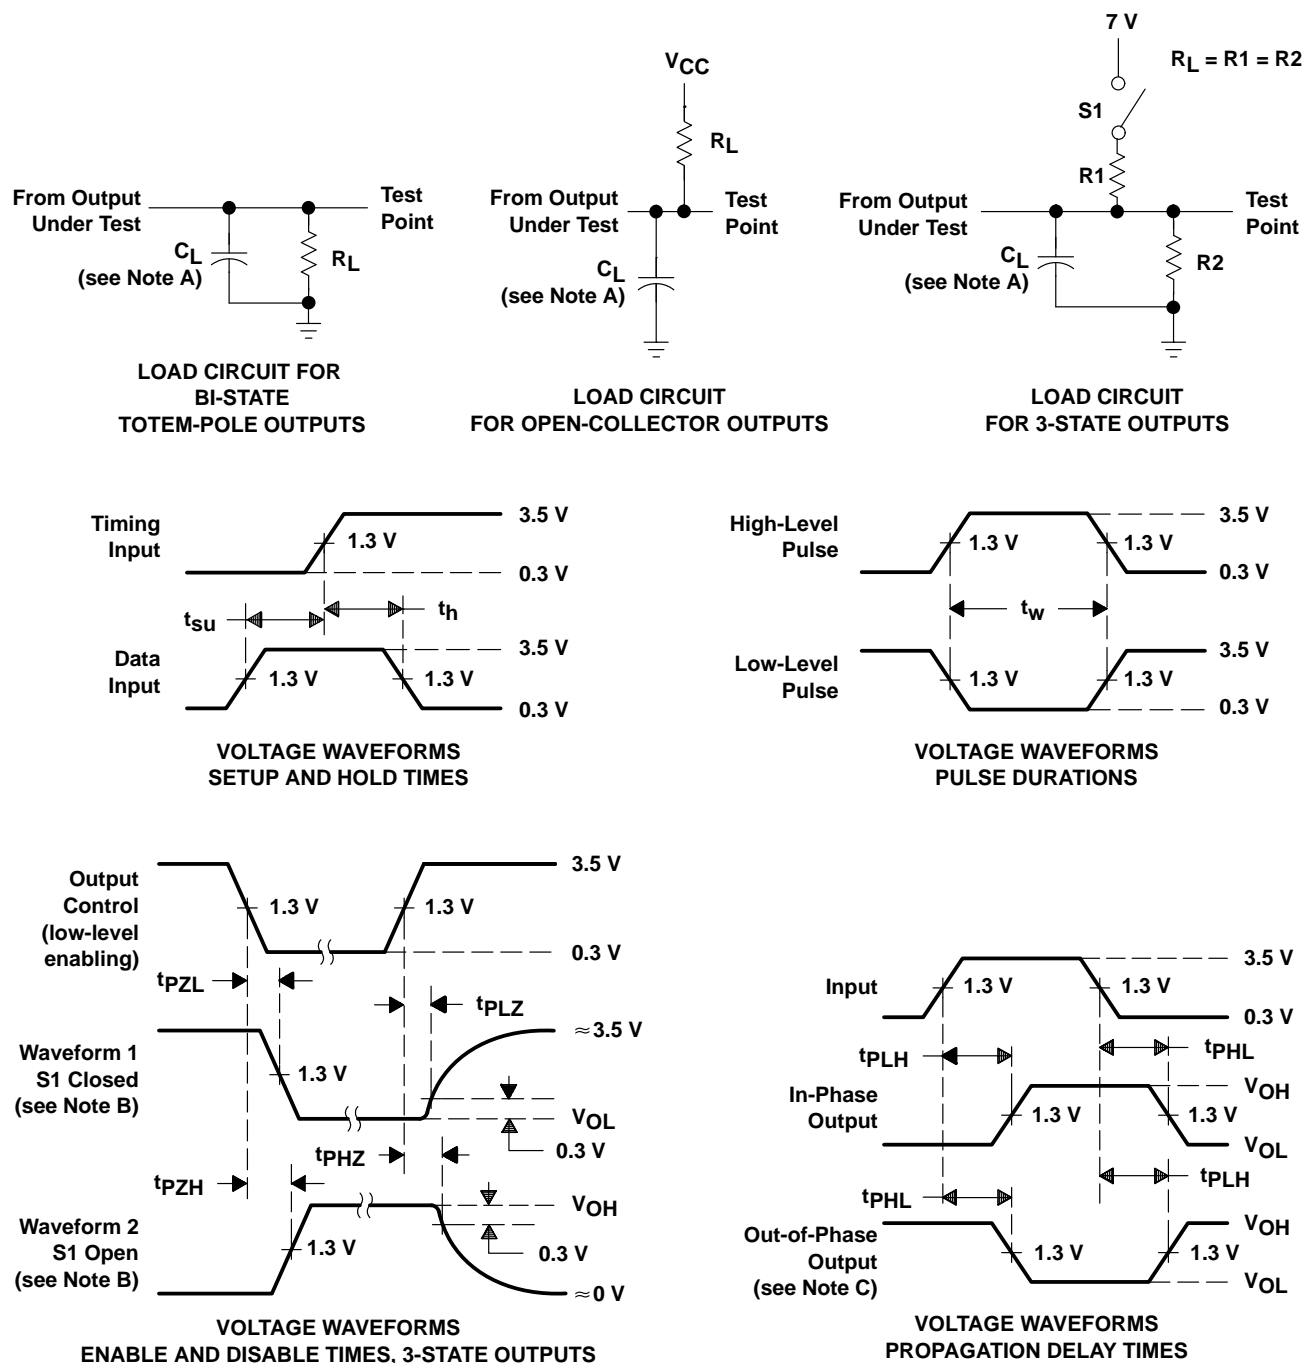 7 V
RL = R1 = R2
S1
R1
From Output
Under Test
Test
Point
CL
(see Note A)
R2
LOAD CIRCUIT
FOR 3-STATE OUTPUTS
VCC
RL
From Output
Under Test
Test
Point
CL
(see Note A)
LOAD CIRCUIT
FOR OPEN-COLLECTOR OUTPUTS
From Output
Under Test
Test
Point
CL
(see Note A)
RL
LOAD CIRCUIT FOR
BI-STATE
TOTEM-POLE OUTPUTS
Timing
Input
1.3 V
3.5 V
0.3 V
tsu
th
Data
Input
1.3 V
1.3 V
3.5 V
0.3 V
VOLTAGE WAVEFORMS
SETUP AND HOLD TIMES
High-Level
Pulse
1.3 V
1.3 V
3.5 V
0.3 V
tw
Low-Level
Pulse
1.3 V
1.3 V
3.5 V
0.3 V
VOLTAGE WAVEFORMS
PULSE DURATIONS
Output
Control
(low-level
enabling)
1.3 V
1.3 V
3.5 V
0.3 V
tPZL
tPLZ
Waveform 1
S1 Closed
(see Note B)
1.3 V
≈3.5 V
VOL
0.3 V
tPHZ
tPZH
Waveform 2
S1 Open
(see Note B)
1.3 V
VOH
0.3 V
≈0 V
VOLTAGE WAVEFORMS
ENABLE AND DISABLE TIMES, 3-STATE OUTPUTS
Input
1.3 V
1.3 V
3.5 V
0.3 V
tPLH
tPHL
In-Phase
Output
1.3 V
1.3 V
VOH
VOL
tPHL
tPLH
Out-of-Phase
Output
(see Note C)
1.3 V
1.3 V
VOH
VOL
VOLTAGE WAVEFORMS
PROPAGATION DELAY TIMES